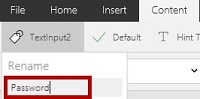 File Home Insert Content
TextInput2 Default Hint T
Rename
Password